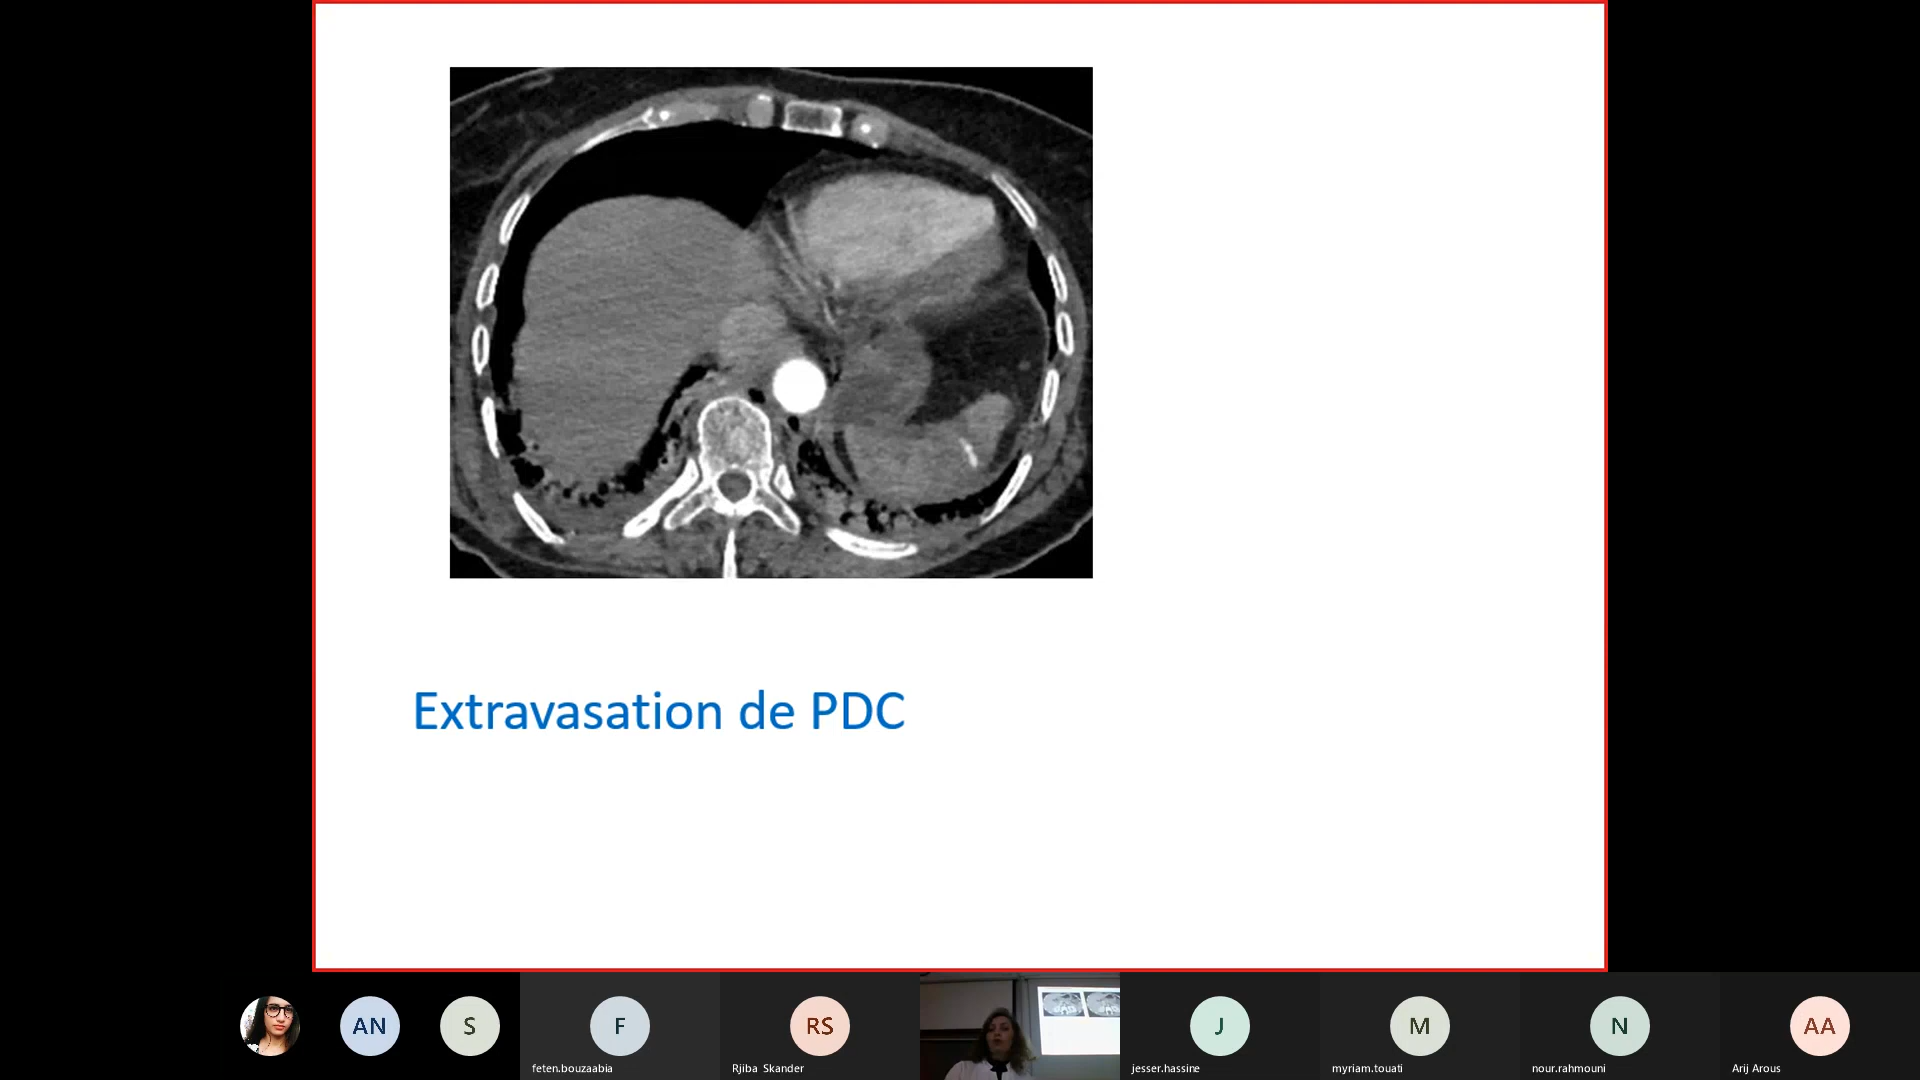 Extravasation de PDC
AN
S
F
RS
J
M
N
AA
feten.bouzaabia
Rjiba Skander
jesser.hassine
myriam.touati
nour.rahmouni
Arij Arous